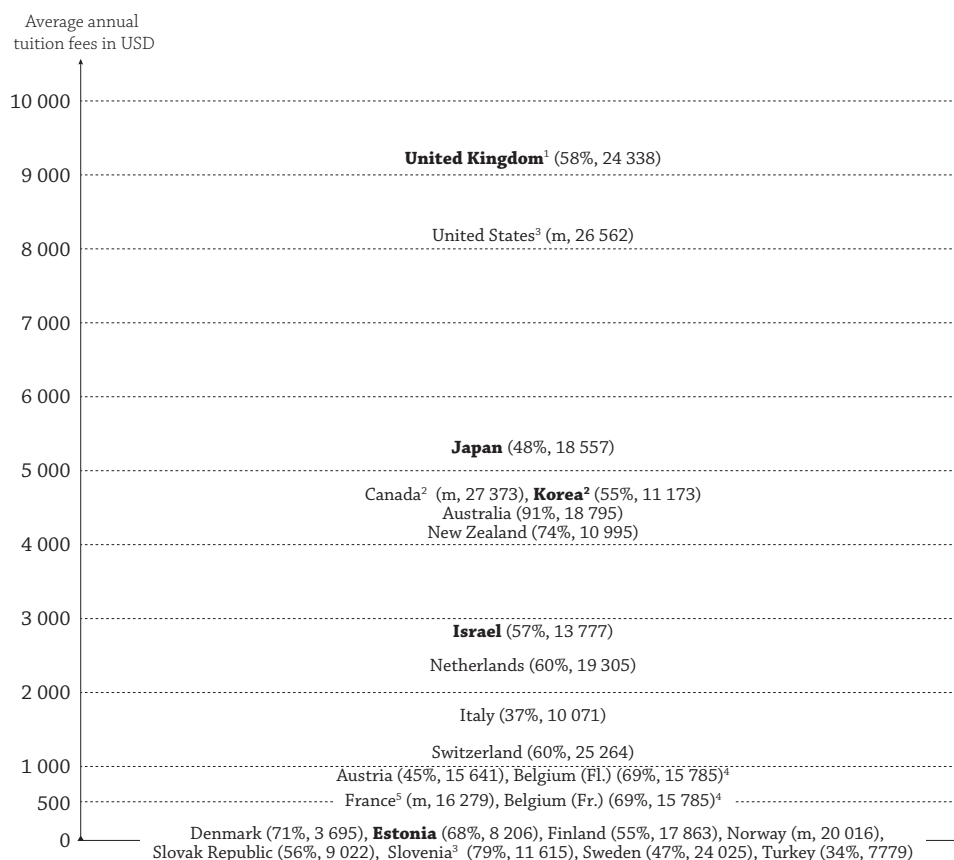 Average annual
tuition fees in USD
10 000
United Kingdom¹ (58%, 24 338)
9 000
United States³ (m, 26 562)
8 000
7 000
6 000
Japan (48%, 18 557)
5 000
Canada² (m, 27 373), Korea² (55%, 11 173)
Australia (91%, 18 795)
New Zealand (74%, 10 995)
4 000
3 000
Israel (57%, 13 777)
Netherlands (60%, 19 305)
2 000
Italy (37%, 10 071)
Switzerland (60%, 25 264)
1 000
Austria (45%, 15 641), Belgium (Fl.) (69%, 15 785)⁴
500
France⁵ (m, 16 279), Belgium (Fr.) (69%, 15 785)⁴
0
Denmark (71%, 3 695), Estonia (68%, 8 206), Finland (55%, 17 863), Norway (m, 20 016),
Slovak Republic (56%, 9 022), Slovenia³ (79%, 11 615), Sweden (47%, 24 025), Turkey (34%, 7779)